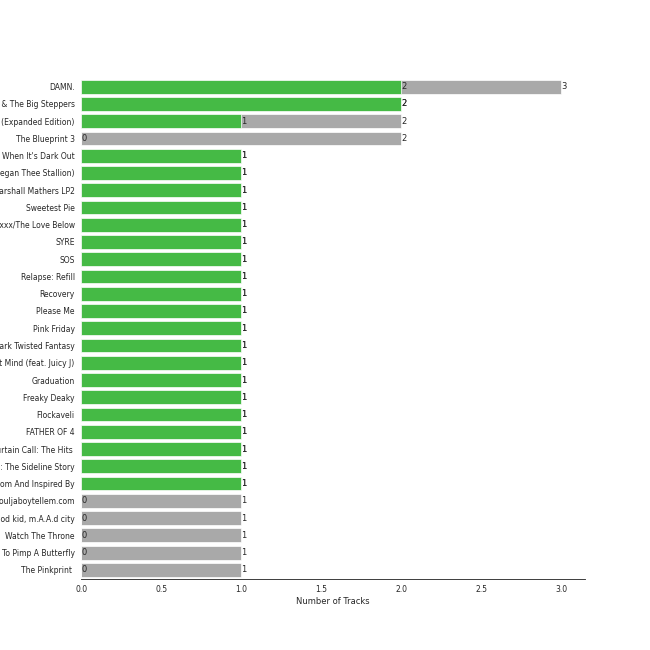 DAMN. 2 3
& The Big Steppers 2
(Expanded Edition) 1 2
The Blueprint 3 0 2
When It's Dark Out 1
egan Thee Stallion) 1
arshall Mathers LP2 1
Sweetest Pie 1
xxx/The Love Below 1
SYRE 1
SOS 1
Relapse: Refill 1
Recovery 1
Please Me 1
Pink Friday 1
ark Twisted Fantasy 1
t Mind (feat. Juicy J) 1
Graduation 1
Freaky Deaky 1
Flockaveli 1
FATHER OF 4 1
rtain Call: The Hits 1
: The Sideline Story 1
om And Inspired By 1
ouljaboytellem.com 0 1
od kid, m.A.A.d city 0 1
Watch The Throne 0 1
To Pimp A Butterfly 0 1
The Pinkprint 0 1
0.0 0.5 1.0 1.5 2.0 2.5 3.0
Number of Tracks